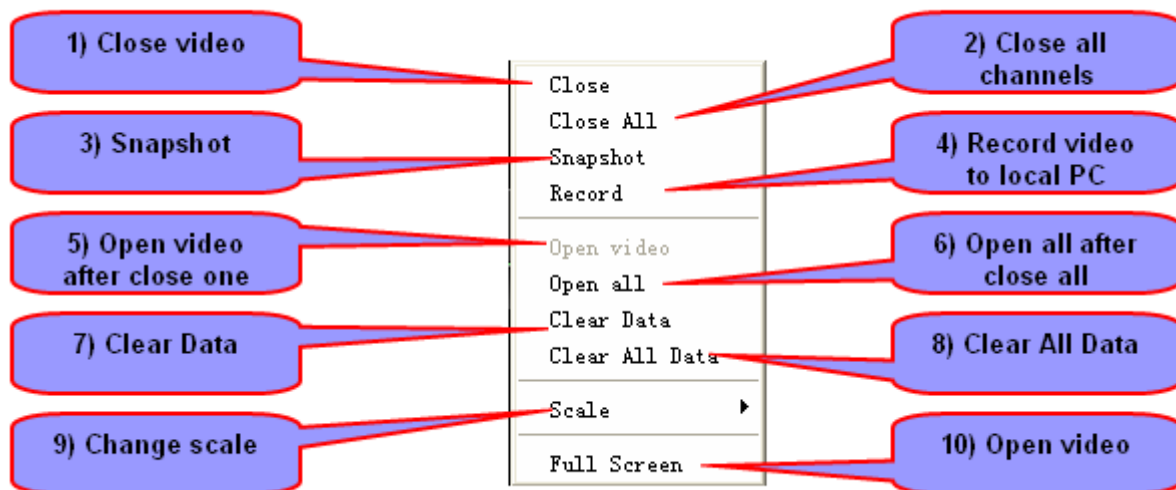 1) Close video
2) Close all
channels
3) Snapshot
4) Record video
to local PC
5) Open video
after close one
6) Open all after
close all
7) Clear Data
8) Clear All Data
9) Change scale
10) Open video
Close
Close All
Snapshot
Record
Open video
Open all
Clear Data
Clear All Data
Scale
Full Screen